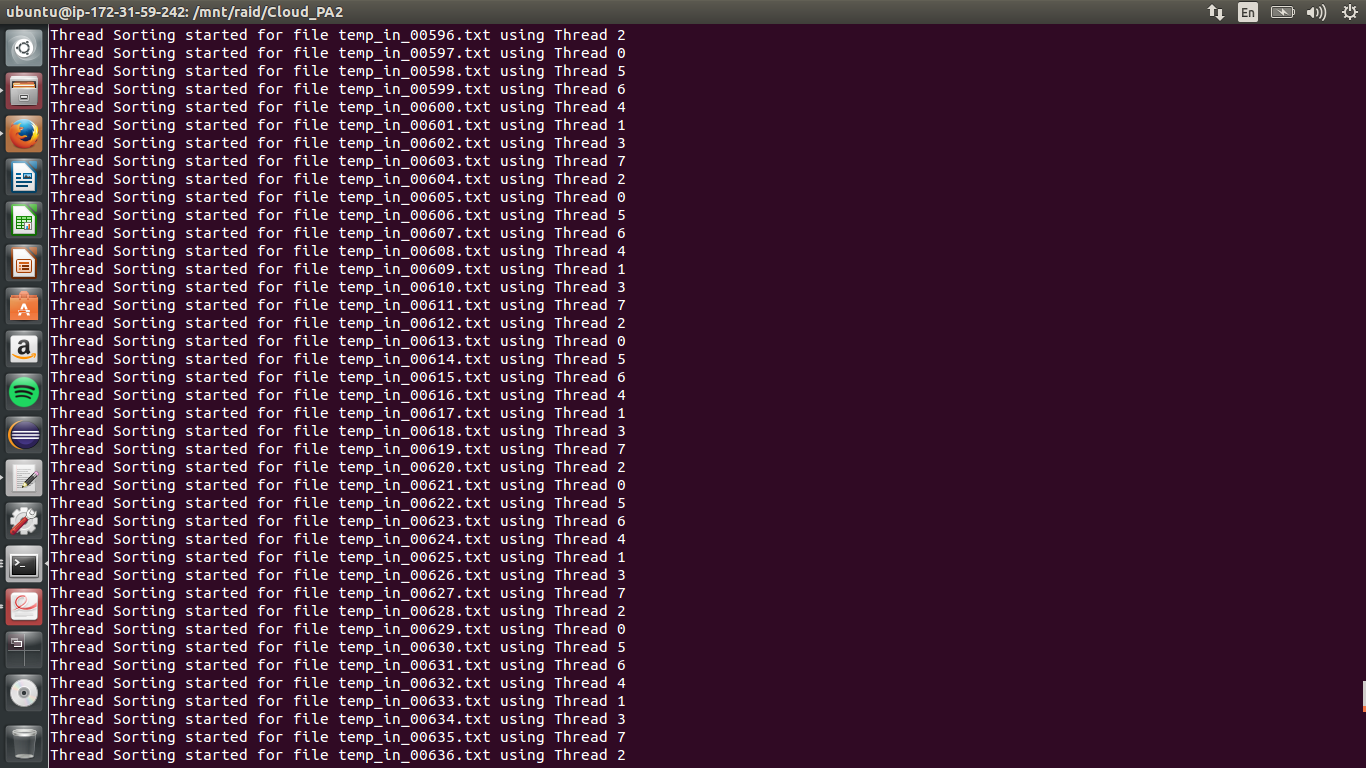 ubuntu@ip-172-31-59-242: /mnt/raid/Cloud_PA2
En
Thread Sorting started for file temp_in_00596.txt using Thread 2
Thread Sorting started for file temp_in_00597.txt using Thread 0
Thread Sorting started for file temp_in_00598.txt using Thread 5
Thread Sorting started for file temp_in_00599.txt using Thread 6
Thread Sorting started for file temp_in_00600.txt using Thread 4
Thread Sorting started for file temp_in_00601.txt using Thread 1
Thread Sorting started for file temp_in_00602.txt using Thread 3
Thread Sorting started for file temp_in_00603.txt using Thread 7
Thread Sorting started for file temp_in_00604.txt using Thread 2
Thread Sorting started for file temp_in_00605.txt using Thread 0
Thread Sorting started for file temp_in_00606.txt using Thread 5
Thread Sorting started for file temp_in_00607.txt using Thread 6
Thread Sorting started for file temp_in_00608.txt using Thread 4
Thread Sorting started for file temp_in_00609.txt using Thread 1
Thread Sorting started for file temp_in_00610.txt using Thread 3
Thread Sorting started for file temp_in_00611.txt using Thread 7
Thread Sorting started for file temp_in_00612.txt using Thread 2
Thread Sorting started for file temp_in_00613.txt using Thread 0
Thread Sorting started for file temp_in_00614.txt using Thread 5
Thread Sorting started for file temp_in_00615.txt using Thread 6
Thread Sorting started for file temp_in_00616.txt using Thread 4
Thread Sorting started for file temp_in_00617.txt using Thread 1
Thread Sorting started for file temp_in_00618.txt using Thread 3
Thread Sorting started for file temp_in_00619.txt using Thread 7
Thread Sorting started for file temp_in_00620.txt using Thread 2
Thread Sorting started for file temp_in_00621.txt using Thread 0
Thread Sorting started for file temp_in_00622.txt using Thread 5
Thread Sorting started for file temp_in_00623.txt using Thread 6
Thread Sorting started for file temp_in_00624.txt using Thread 4
Thread Sorting started for file temp_in_00625.txt using Thread 1
Thread Sorting started for file temp_in_00626.txt using Thread 3
Thread Sorting started for file temp_in_00627.txt using Thread 7
Thread Sorting started for file temp_in_00628.txt using Thread 2
Thread Sorting started for file temp_in_00629.txt using Thread 0
Thread Sorting started for file temp_in_00630.txt using Thread 5
Thread Sorting started for file temp_in_00631.txt using Thread 6
Thread Sorting started for file temp_in_00632.txt using Thread 4
Thread Sorting started for file temp_in_00633.txt using Thread 1
Thread Sorting started for file temp_in_00634.txt using Thread 3
Thread Sorting started for file temp_in_00635.txt using Thread 7
Thread Sorting started for file temp_in_00636.txt using Thread 2